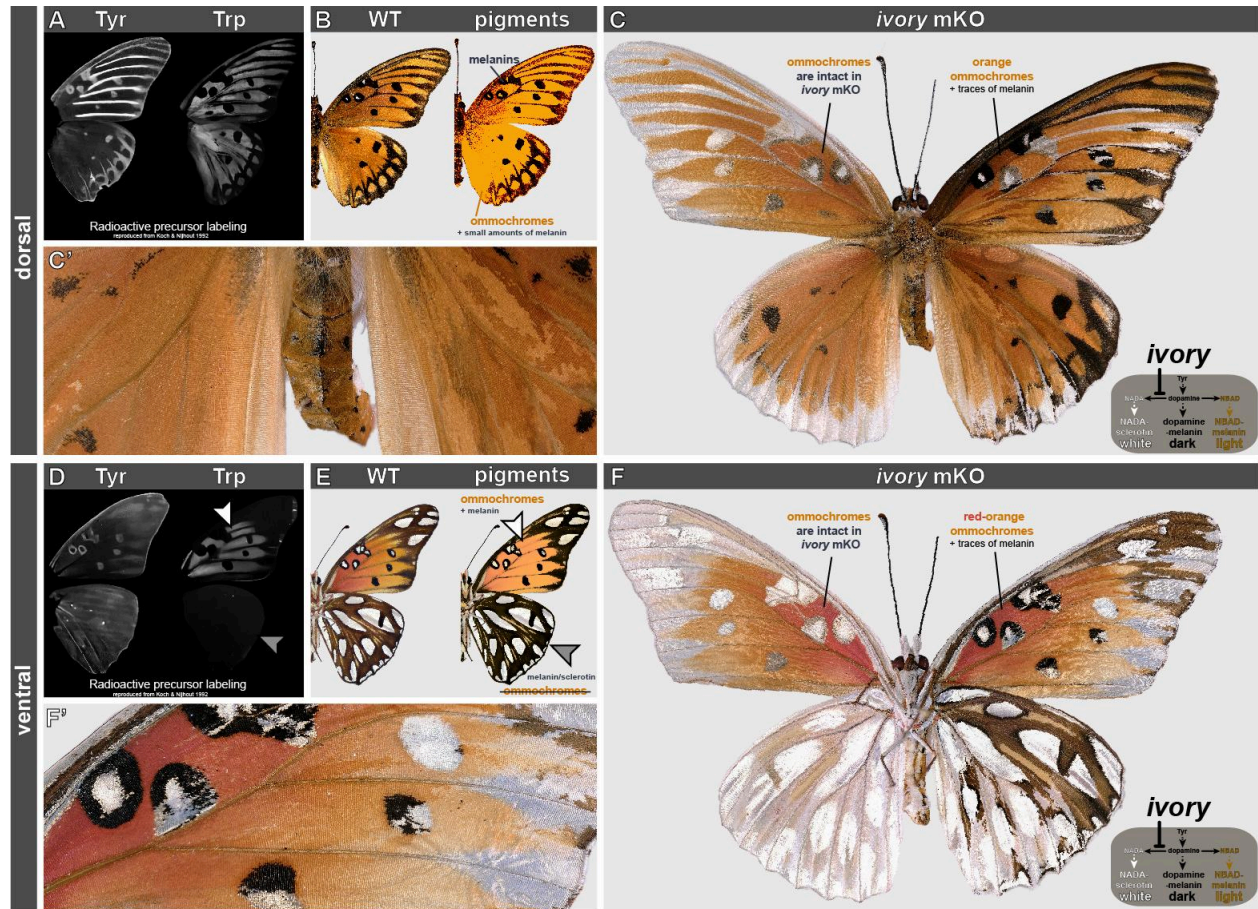 dorsal
A Tyr Trp
Radioactive precursor labeling
reproduced from Koch & Nijhout 1992
B WT pigments
melanins
ommochromes
+ small amounts of melanin
C'
C ivory mKO
ommochromes
are intact in
ivory mKO
orange
ommochromes
+ traces of melanin
ivory
Tyr
NADA dopamine NBAD
NADA- dopamine NBAD-
sclerotin -melanin melanin
white dark light
ventral
D Tyr Trp
Radioactive precursor labeling
reproduced from Koch & Nijhout 1992
E WT pigments
ommochromes
+ melanin
melanin/sclerotin
ommochromes
F'
F ivory mKO
ommochromes
are intact in
ivory mKO
red-orange
ommochromes
+ traces of melanin
ivory
Tyr
NADA dopamine NBAD
NADA- dopamine NBAD-
sclerotin -melanin melanin
white dark light